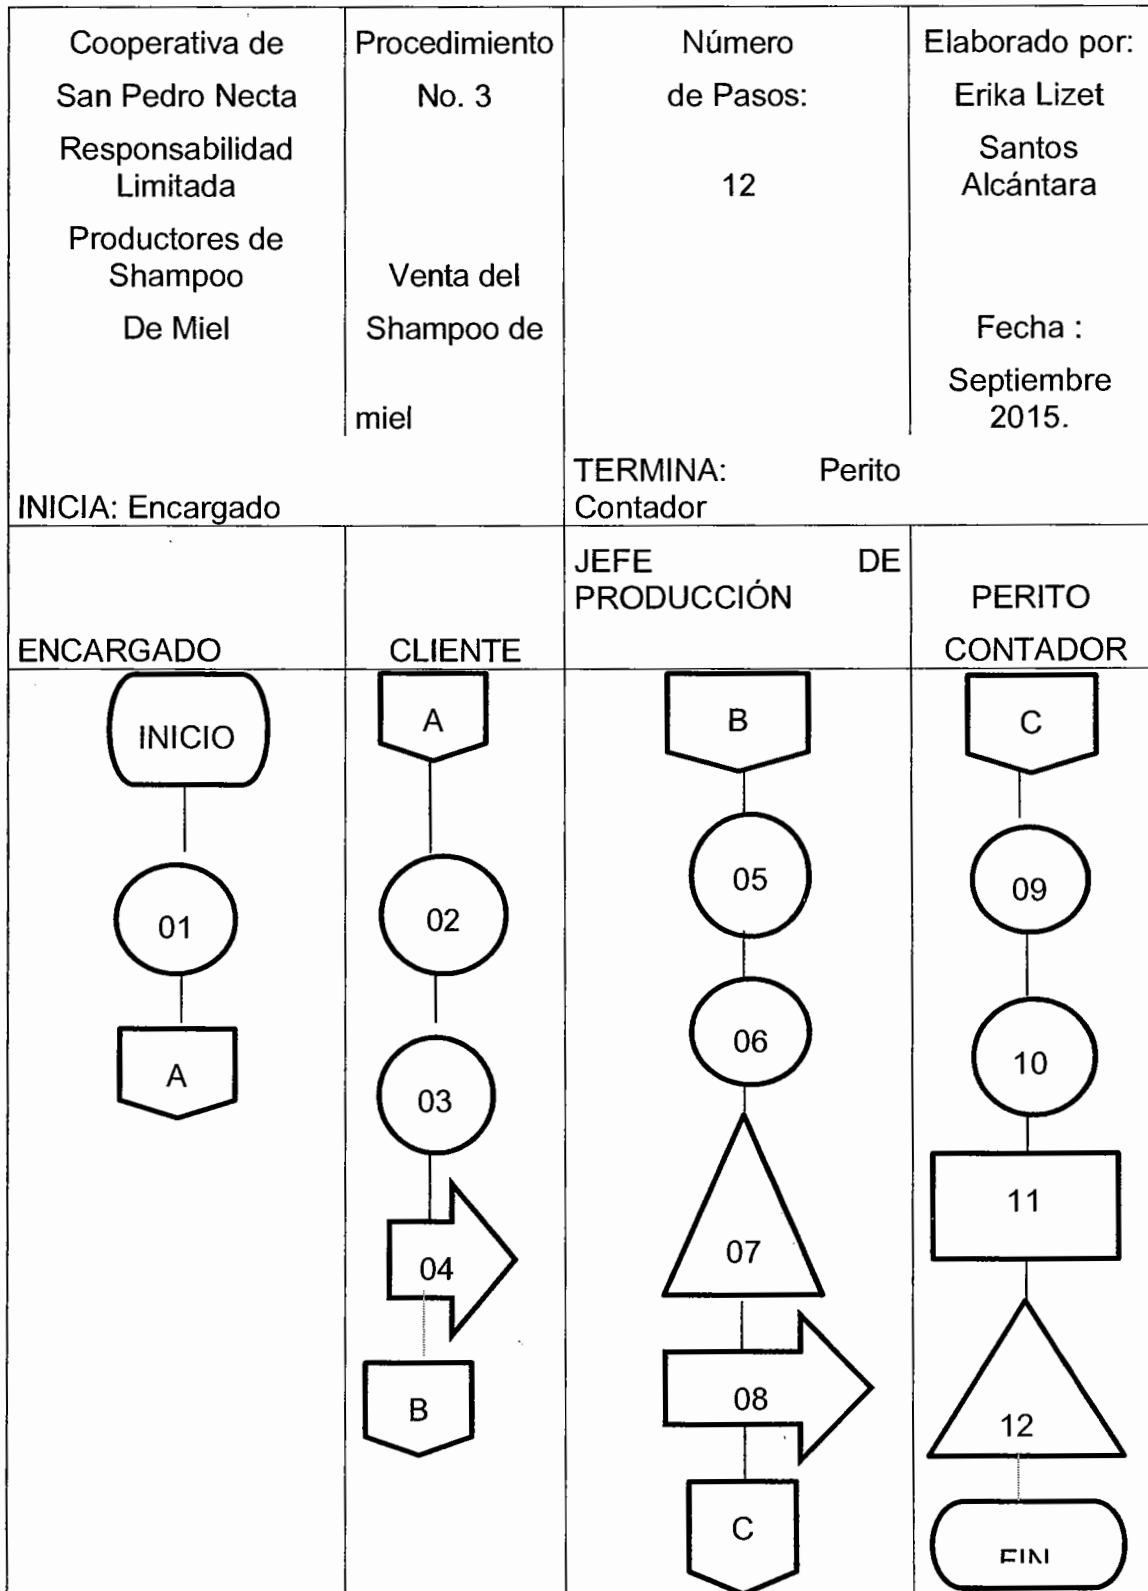 Cooperativa de
San Pedro Necta
Responsabilidad
Limitada
Productores de
Shampoo
De Miel
Procedimiento
No. 3
Venta del
Shampoo de
miel
Número
de Pasos:
12
Elaborado por:
Erika Lizet
Santos
Alcántara
Fecha :
Septiembre
2015.
INICIA: Encargado
TERMINA: Perito
Contador
ENCARGADO
CLIENTE
JEFE DE
PRODUCCIÓN
PERITO
CONTADOR
INICIO
01
A
A
02
03
04
B
B
05
06
07
08
C
C
09
10
11
12
FIN